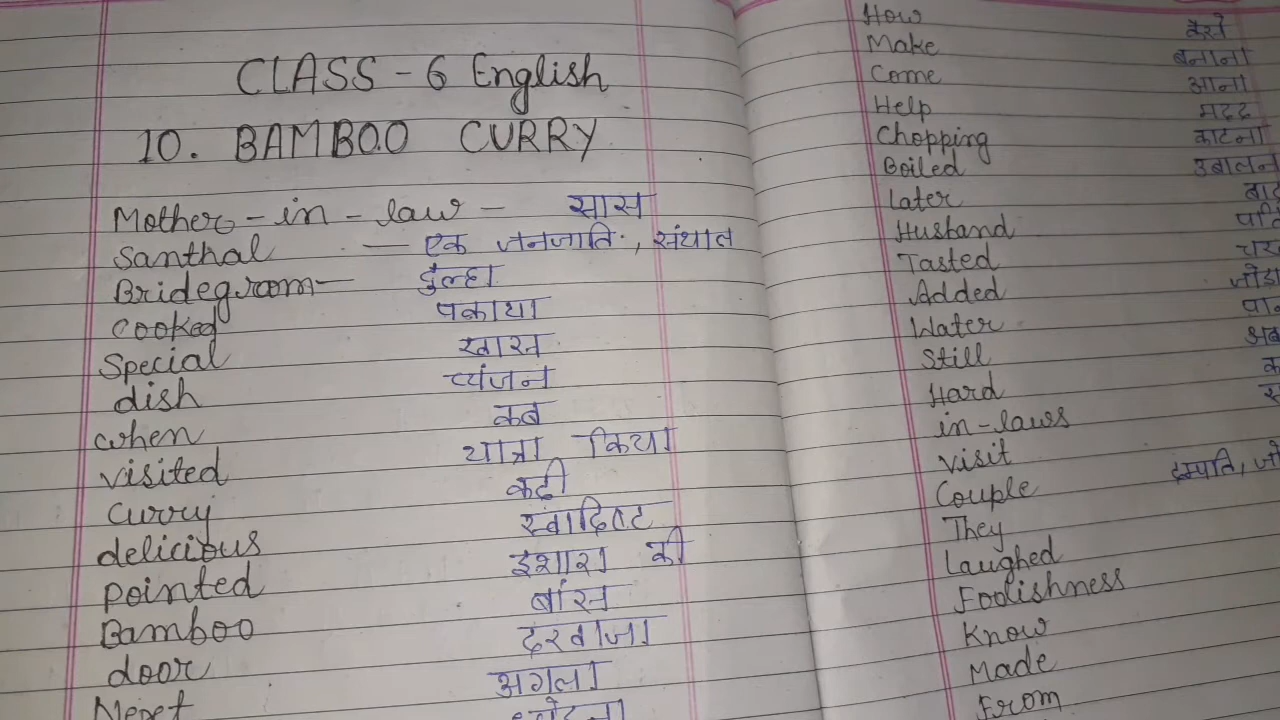 CLASS - 6 English
10. BAMBOO CURRY
Mother - in - law - सास
Santhal — एक जनजाति, संथाल
Bridegroom — दुल्हा
Cooked पकाया
Special खास
dish व्यंजन
when कब
visited यात्रा किया
curry कढ़ी
delicious स्वादिष्ट
pointed इशारा की
Bamboo बांस
door दरवाजा
अगला
How कैसे
Make बनाना
Come आना
Help मदद
Chopping काटना
Boiled
Later
Husband
Tasted
Added
Water
Still
Hard
in-laws
visit
Couple दम्पति,
They
Laughed
Foolishness
Know
Made
From